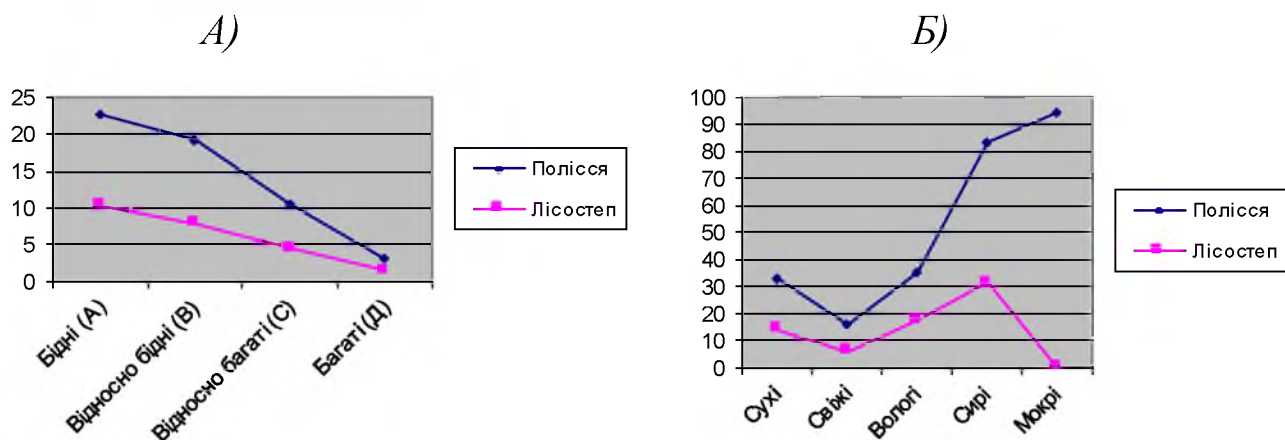 А)
25
20
15
10
5
0
Бідні (А)
Відносно бідні (В)
Відносно багаті (С)
Багаті (Д)
Полісся
Лісостеп
Б)
100
90
80
70
60
50
40
30
20
10
0
Сухі
Свіжі
Вологі
Сирі
Мокрі
Полісся
Лісостеп